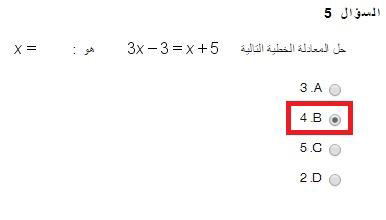 السؤال 5
حل المعادلة الخطية التالية 3x−3=x+5 هو : x=
3 .A
4 .B
5 .C
2 .D